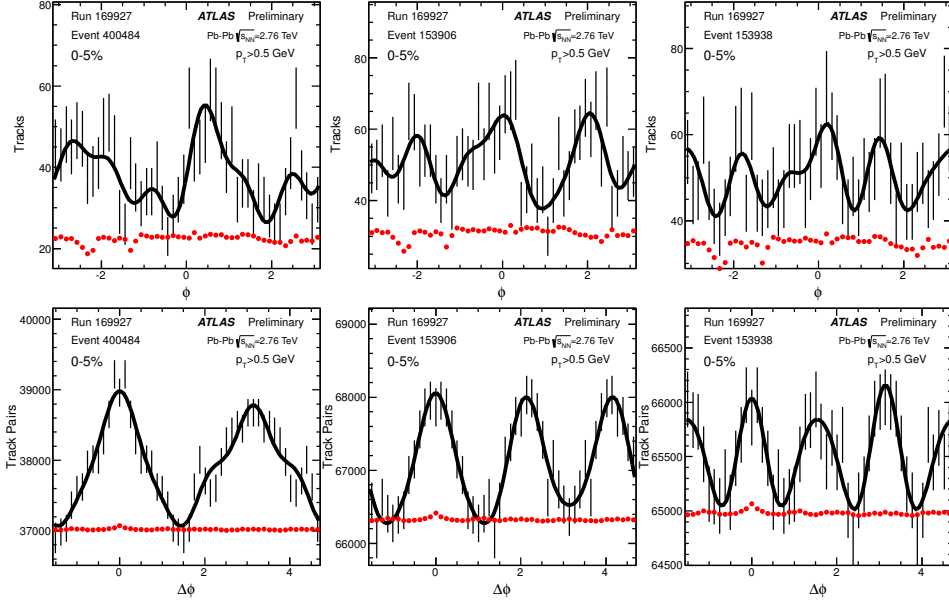 80
Run 169927 ATLAS Preliminary
Event 400484 Pb-Pb √sNN=2.76 TeV
0-5% pT>0.5 GeV
60
40
20
Tracks
-2 0 2
ϕ
100
Run 169927 ATLAS Preliminary
Event 153906 Pb-Pb √sNN=2.76 TeV
0-5% pT>0.5 GeV
80
60
40
Tracks
-2 0 2
ϕ
Run 169927 ATLAS Preliminary
Event 153938 Pb-Pb √sNN=2.76 TeV
0-5% pT>0.5 GeV
80
60
40
Tracks
-2 0 2
ϕ
40000
Run 169927 ATLAS Preliminary
Event 400484 Pb-Pb √sNN=2.76 TeV
0-5% pT>0.5 GeV
39000
38000
37000
Track Pairs
0 2 4
Δϕ
69000
Run 169927 ATLAS Preliminary
Event 153906 Pb-Pb √sNN=2.76 TeV
0-5% pT>0.5 GeV
68000
67000
66000
Track Pairs
0 2 4
Δϕ
66500
Run 169927 ATLAS Preliminary
Event 153938 Pb-Pb √sNN=2.76 TeV
0-5% pT>0.5 GeV
66000
65500
65000
64500
Track Pairs
0 2 4
Δϕ